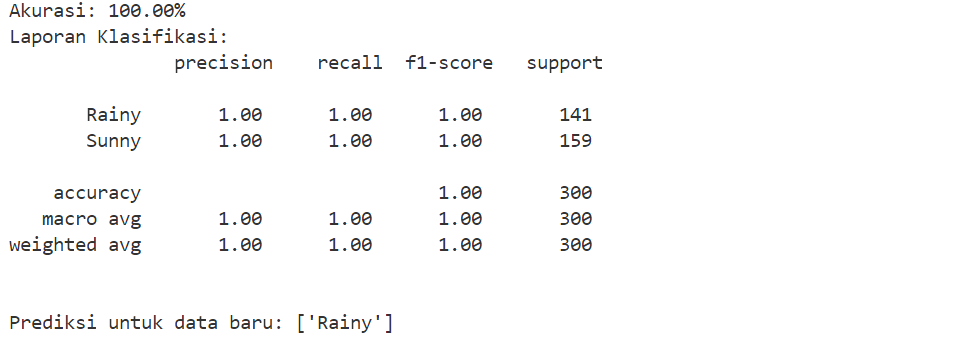 Akurasi: 100.00%
Laporan Klasifikasi:
precision recall f1-score support
Rainy 1.00 1.00 1.00 141
Sunny 1.00 1.00 1.00 159
accuracy 1.00 300
macro avg 1.00 1.00 1.00 300
weighted avg 1.00 1.00 1.00 300
Prediksi untuk data baru: ['Rainy']